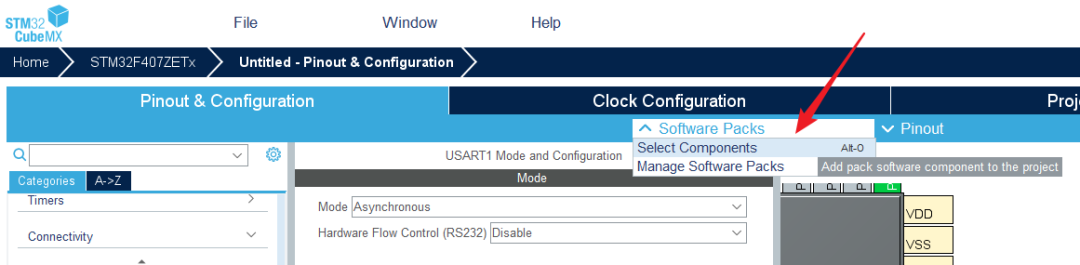 STM32
CubeMX
File Window Help
Home STM32F407ZETx Untitled - Pinout & Configuration
Pinout & Configuration Clock Configuration
Software Packs Pinout
Select Components Alt-O
Manage Software Packs Add pack software component to the project
USART1 Mode and Configuration
Categories A->Z Mode
Timers
Mode Asynchronous
Connectivity
Hardware Flow Control (RS232) Disable
VDD
VSS